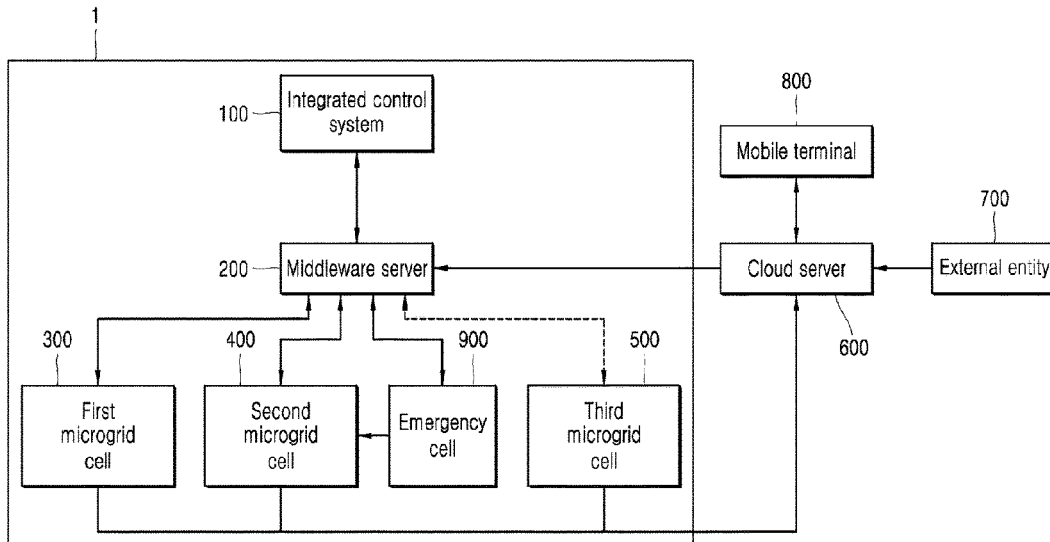 1
100
Integrated control
system
800
Mobile terminal
700
200
Middleware server
Cloud server
External entity
600
300
400
900
500
First
microgrid
cell
Second
microgrid
cell
Emergency
cell
Third
microgrid
cell